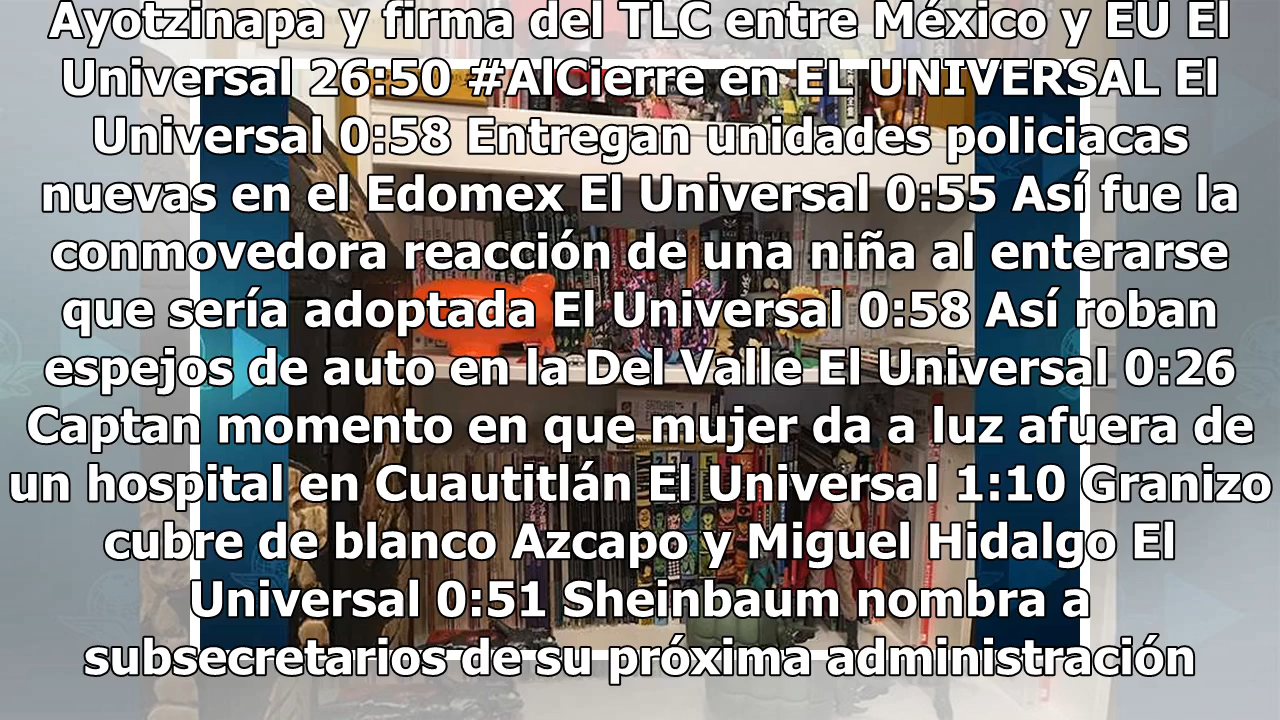 Ayotzinapa y firma del TLC entre México y EU El
Universal 26:50 #AlCierre en EL UNIVERSAL El
Universal 0:58 Entregan unidades policiacas
nuevas en el Edomex El Universal 0:55 Así fue la
conmovedora reacción de una niña al enterarse
que sería adoptada El Universal 0:58 Así roban
espejos de auto en la Del Valle El Universal 0:26
Captan momento en que mujer da a luz afuera de
un hospital en Cuautitlán El Universal 1:10 Granizo
cubre de blanco Azcapo y Miguel Hidalgo El
Universal 0:51 Sheinbaum nombra a
subsecretarios de su próxima administración